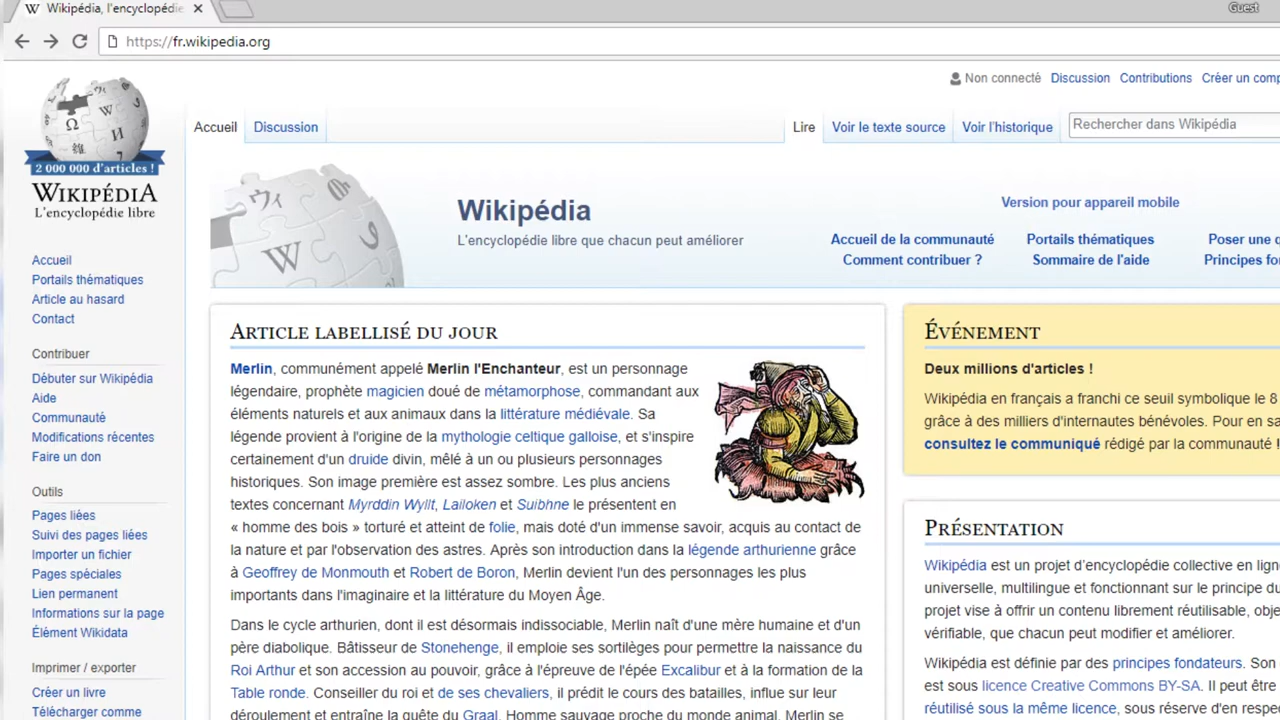 Wikipédia, l'encyclopédie
Guest
https://fr.wikipedia.org
Non connecté Discussion Contributions Créer un comp
Accueil Discussion Lire Voir le texte source Voir l'historique Rechercher dans Wikipédia
2 000 000 d'articles !
WIKIPÉDIA
L'encyclopédie libre
Wikipédia
L'encyclopédie libre que chacun peut améliorer
Version pour appareil mobile
Accueil de la communauté Portails thématiques Poser une q
Comment contribuer ? Sommaire de l'aide Principes fo
Accueil
Portails thématiques
Article au hasard
Contact
Contribuer
Débuter sur Wikipédia
Aide
Communauté
Modifications récentes
Faire un don
Outils
Pages liées
Suivi des pages liées
Importer un fichier
Pages spéciales
Lien permanent
Informations sur la page
Élément Wikidata
Imprimer / exporter
Créer un livre
Télécharger comme
ARTICLE LABELLISÉ DU JOUR
Merlin, communément appelé Merlin l'Enchanteur, est un personnage
légendaire, prophète magicien doué de métamorphose, commandant aux
éléments naturels et aux animaux dans la littérature médiévale. Sa
légende provient à l'origine de la mythologie celtique galloise, et s'inspire
certainement d'un druide divin, mêlé à un ou plusieurs personnages
historiques. Son image première est assez sombre. Les plus anciens
textes concernant Myrddin Wyllt, Lailoken et Suibhne le présentent en
« homme des bois » torturé et atteint de folie, mais doté d'un immense savoir, acquis au contact de
la nature et par l'observation des astres. Après son introduction dans la légende arthurienne grâce
à Geoffrey de Monmouth et Robert de Boron, Merlin devient l'un des personnages les plus
importants dans l'imaginaire et la littérature du Moyen Âge.
Dans le cycle arthurien, dont il est désormais indissociable, Merlin naît d'une mère humaine et d'un
père diabolique. Bâtisseur de Stonehenge, il emploie ses sortilèges pour permettre la naissance du
Roi Arthur et son accession au pouvoir, grâce à l'épreuve de l'épée Excalibur et à la formation de la
Table ronde. Conseiller du roi et de ses chevaliers, il prédit le cours des batailles, influe sur leur
déroulement et entraîne la quête du Graal. Homme sauvage proche du monde animal, Merlin se
ÉVÉNEMENT
Deux millions d'articles !
Wikipédia en français a franchi ce seuil symbolique le 8
grâce à des milliers d'internautes bénévoles. Pour en sa
consultez le communiqué rédigé par la communauté !
PRÉSENTATION
Wikipédia est un projet d'encyclopédie collective en lign
universelle, multilingue et fonctionnant sur le principe du
projet vise à offrir un contenu librement réutilisable, obje
vérifiable, que chacun peut modifier et améliorer.
Wikipédia est définie par des principes fondateurs. Son
est sous licence Creative Commons BY-SA. Il peut être
réutilisé sous la même licence, sous réserve d'en respe